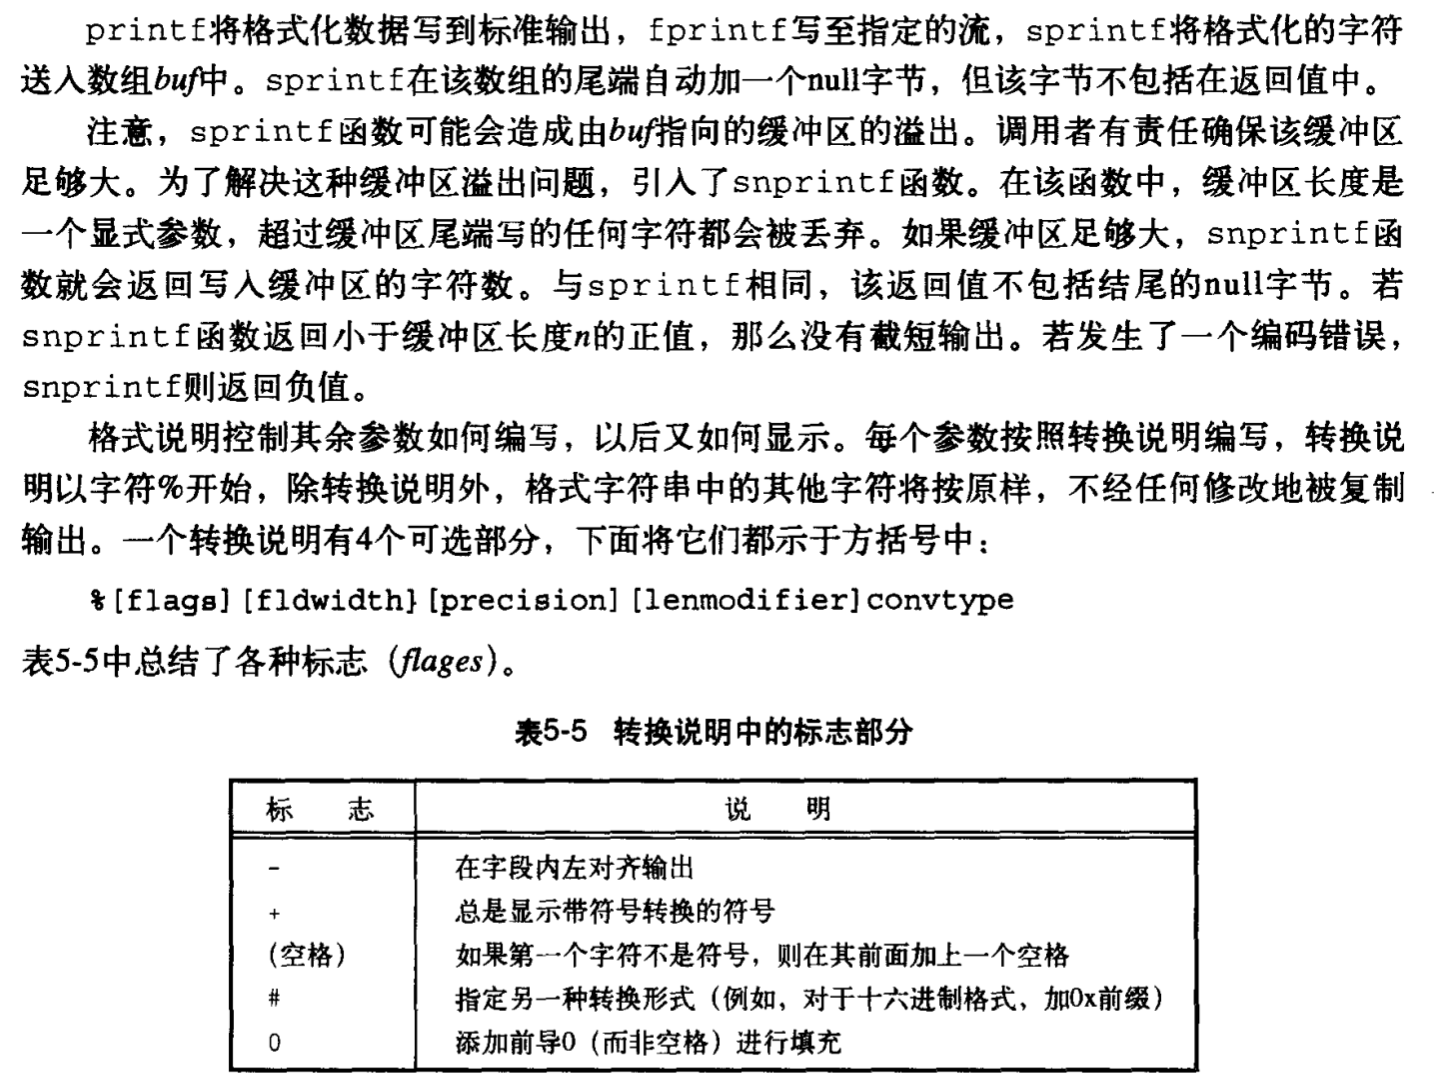 printf将格式化数据写到标准输出，fprintf写至指定的流，sprintf将格式化的字符
送入数组buf中。sprintf在该数组的尾端自动加一个null字节，但该字节不包括在返回值中。
注意，sprintf函数可能会造成由buf指向的缓冲区的溢出。调用者有责任确保该缓冲区
足够大。为了解决这种缓冲区溢出问题，引入了snprintf函数。在该函数中，缓冲区长度是
一个显式参数，超过缓冲区尾端写的任何字符都会被丢弃。如果缓冲区足够大，snprintf函
数就会返回写入缓冲区的字符数。与sprintf相同，该返回值不包括结尾的null字节。若
snprintf函数返回小于缓冲区长度n的正值，那么没有截短输出。若发生了一个编码错误，
snprintf则返回负值。
格式说明控制其余参数如何编写，以后又如何显示。每个参数按照转换说明编写，转换说
明以字符%开始，除转换说明外，格式字符串中的其他字符将按原样，不经任何修改地被复制
输出。一个转换说明有4个可选部分，下面将它们都示于方括号中：
%[flags][fldwidth}[precision][lenmodifier]convtype
表5-5中总结了各种标志（flages）。
表5-5 转换说明中的标志部分
标 志 说 明
- 在字段内左对齐输出
+ 总是显示带符号转换的符号
（空格） 如果第一个字符不是符号，则在其前面加上一个空格
# 指定另一种转换形式（例如，对于十六进制格式，加0x前缀）
0 添加前导0（而非空格）进行填充